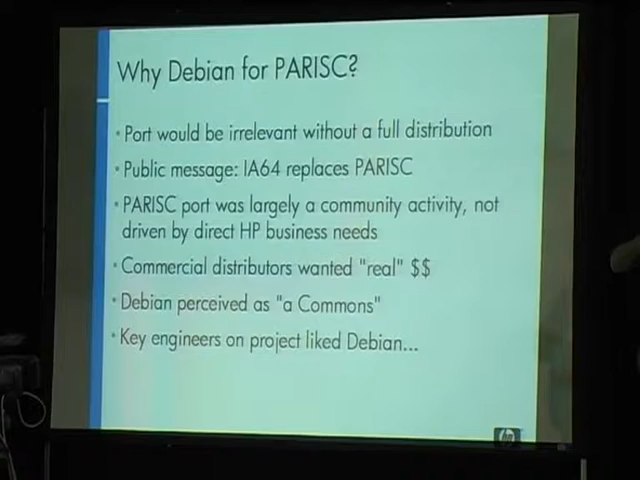 Why Debian for PARISC?
• Port would be irrelevant without a full distribution
• Public message: IA64 replaces PARISC
• PARISC port was largely a community activity, not
driven by direct HP business needs
• Commercial distributors wanted "real" $$
• Debian perceived as "a Commons"
• Key engineers on project liked Debian...
hp